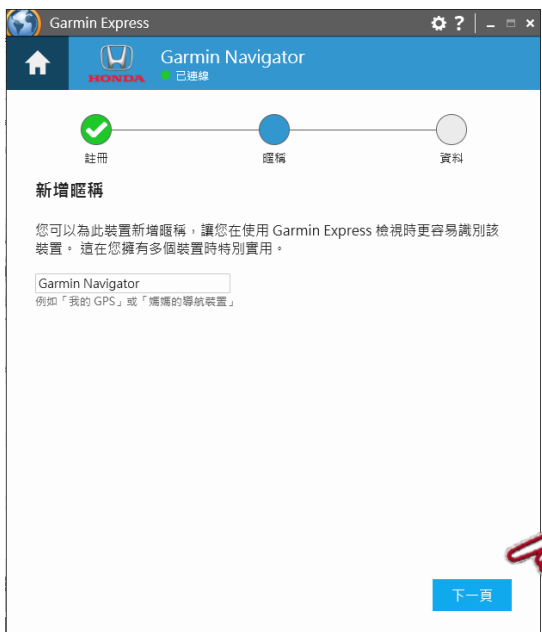 Garmin Express
?
HONDA
Garmin Navigator
已連線
註冊
暱稱
資料
新增暱稱
您可以為此裝置新增暱稱，讓您在使用 Garmin Express 檢視時更容易識別該
裝置。 這在您擁有多個裝置時特別實用。
Garmin Navigator
例如「我的 GPS」或「媽媽的導航裝置」
下一頁